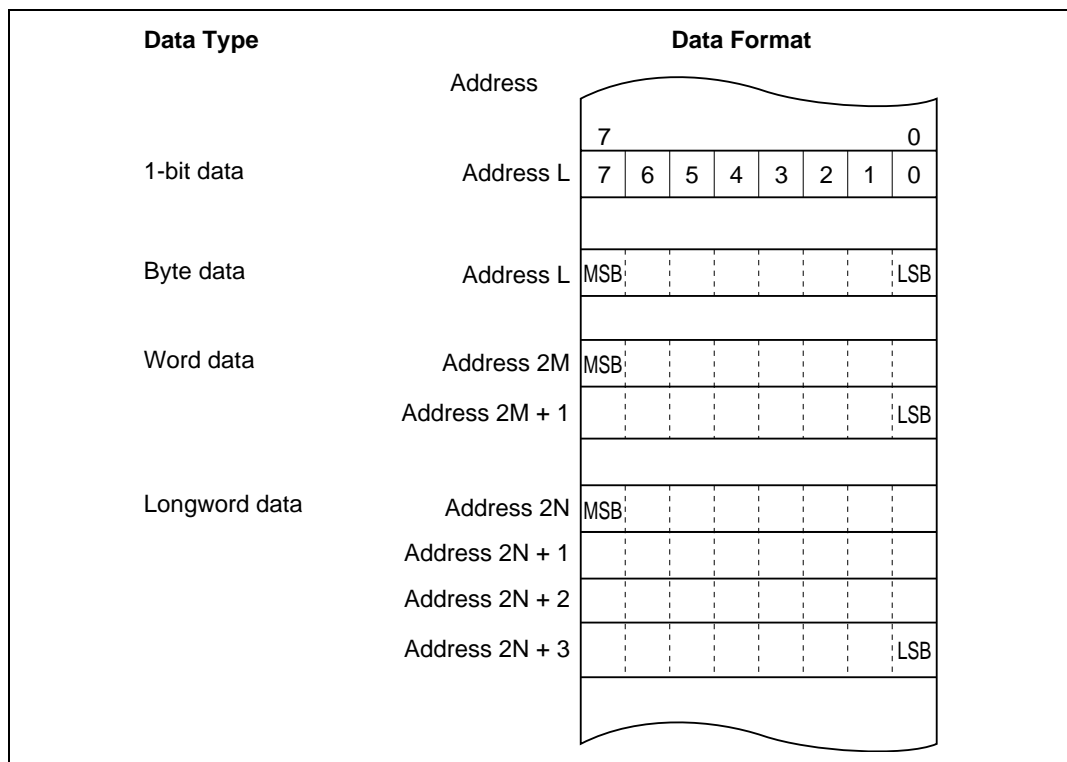 Data Type Data Format
Address
7 0
1-bit data Address L 7 6 5 4 3 2 1 0
Byte data Address L MSB LSB
Word data Address 2M MSB
Address 2M + 1 LSB
Longword data Address 2N MSB
Address 2N + 1
Address 2N + 2
Address 2N + 3 LSB